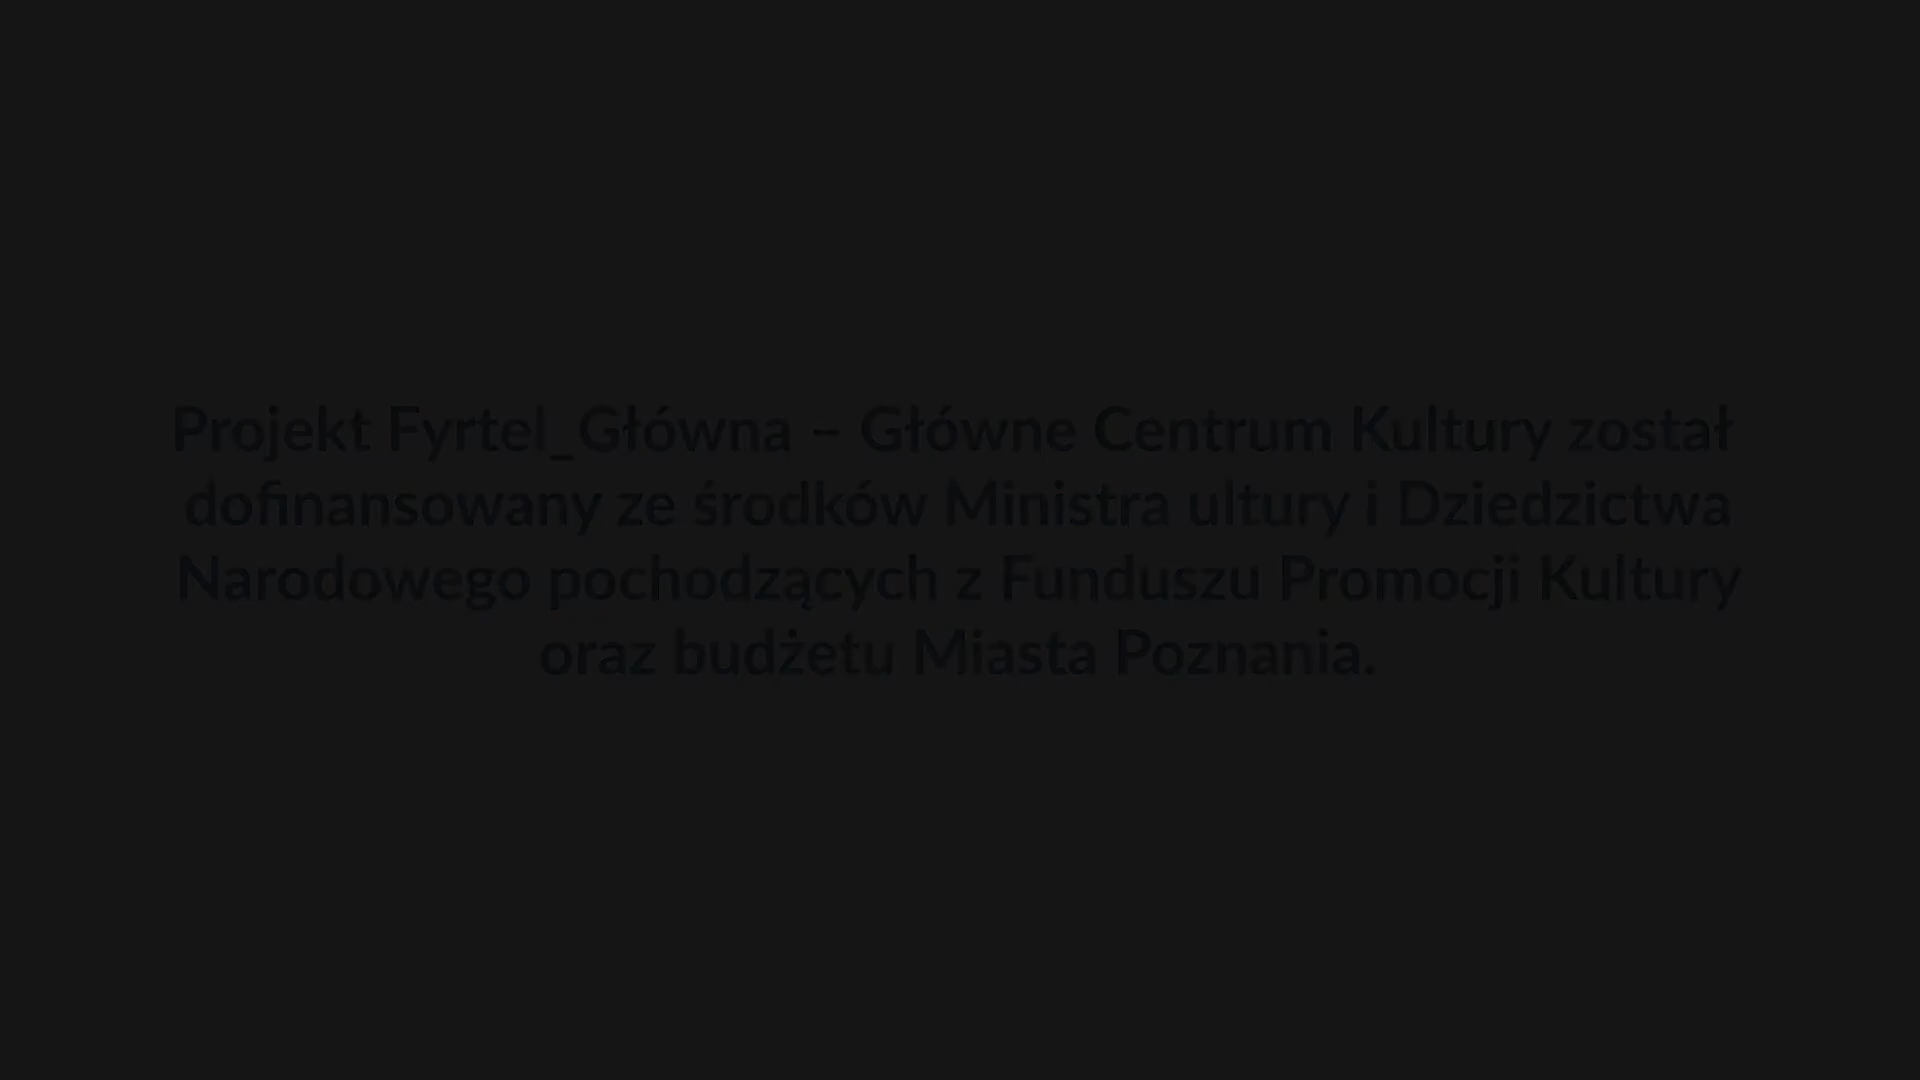 Projekt Fyrtel_Główna – Główne Centrum Kultury został
dofinansowany ze środków Ministra ultury i Dziedzictwa
Narodowego pochodzących z Funduszu Promocji Kultury
oraz budżetu Miasta Poznania.